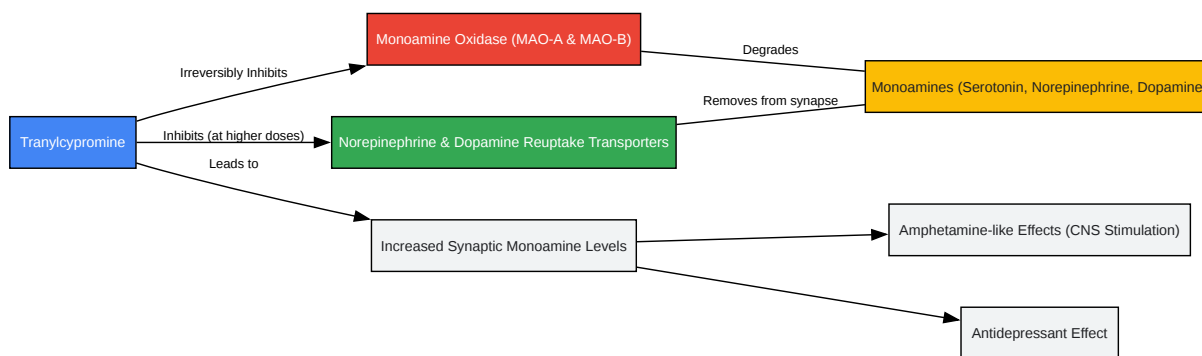 Monoamine Oxidase (MAO-A & MAO-B)
Degrades
Irreversibly Inhibits
Monoamines (Serotonin, Norepinephrine, Dopamine
Removes from synapse
Tranylcypromine
Inhibits (at higher doses)
Norepinephrine & Dopamine Reuptake Transporters
Leads to
Increased Synaptic Monoamine Levels
Amphetamine-like Effects (CNS Stimulation)
Antidepressant Effect